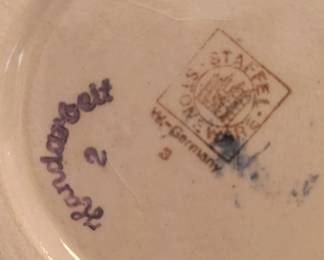 Handarbeit
2
STAFFEL
STONEWARE
W.-Germany
3